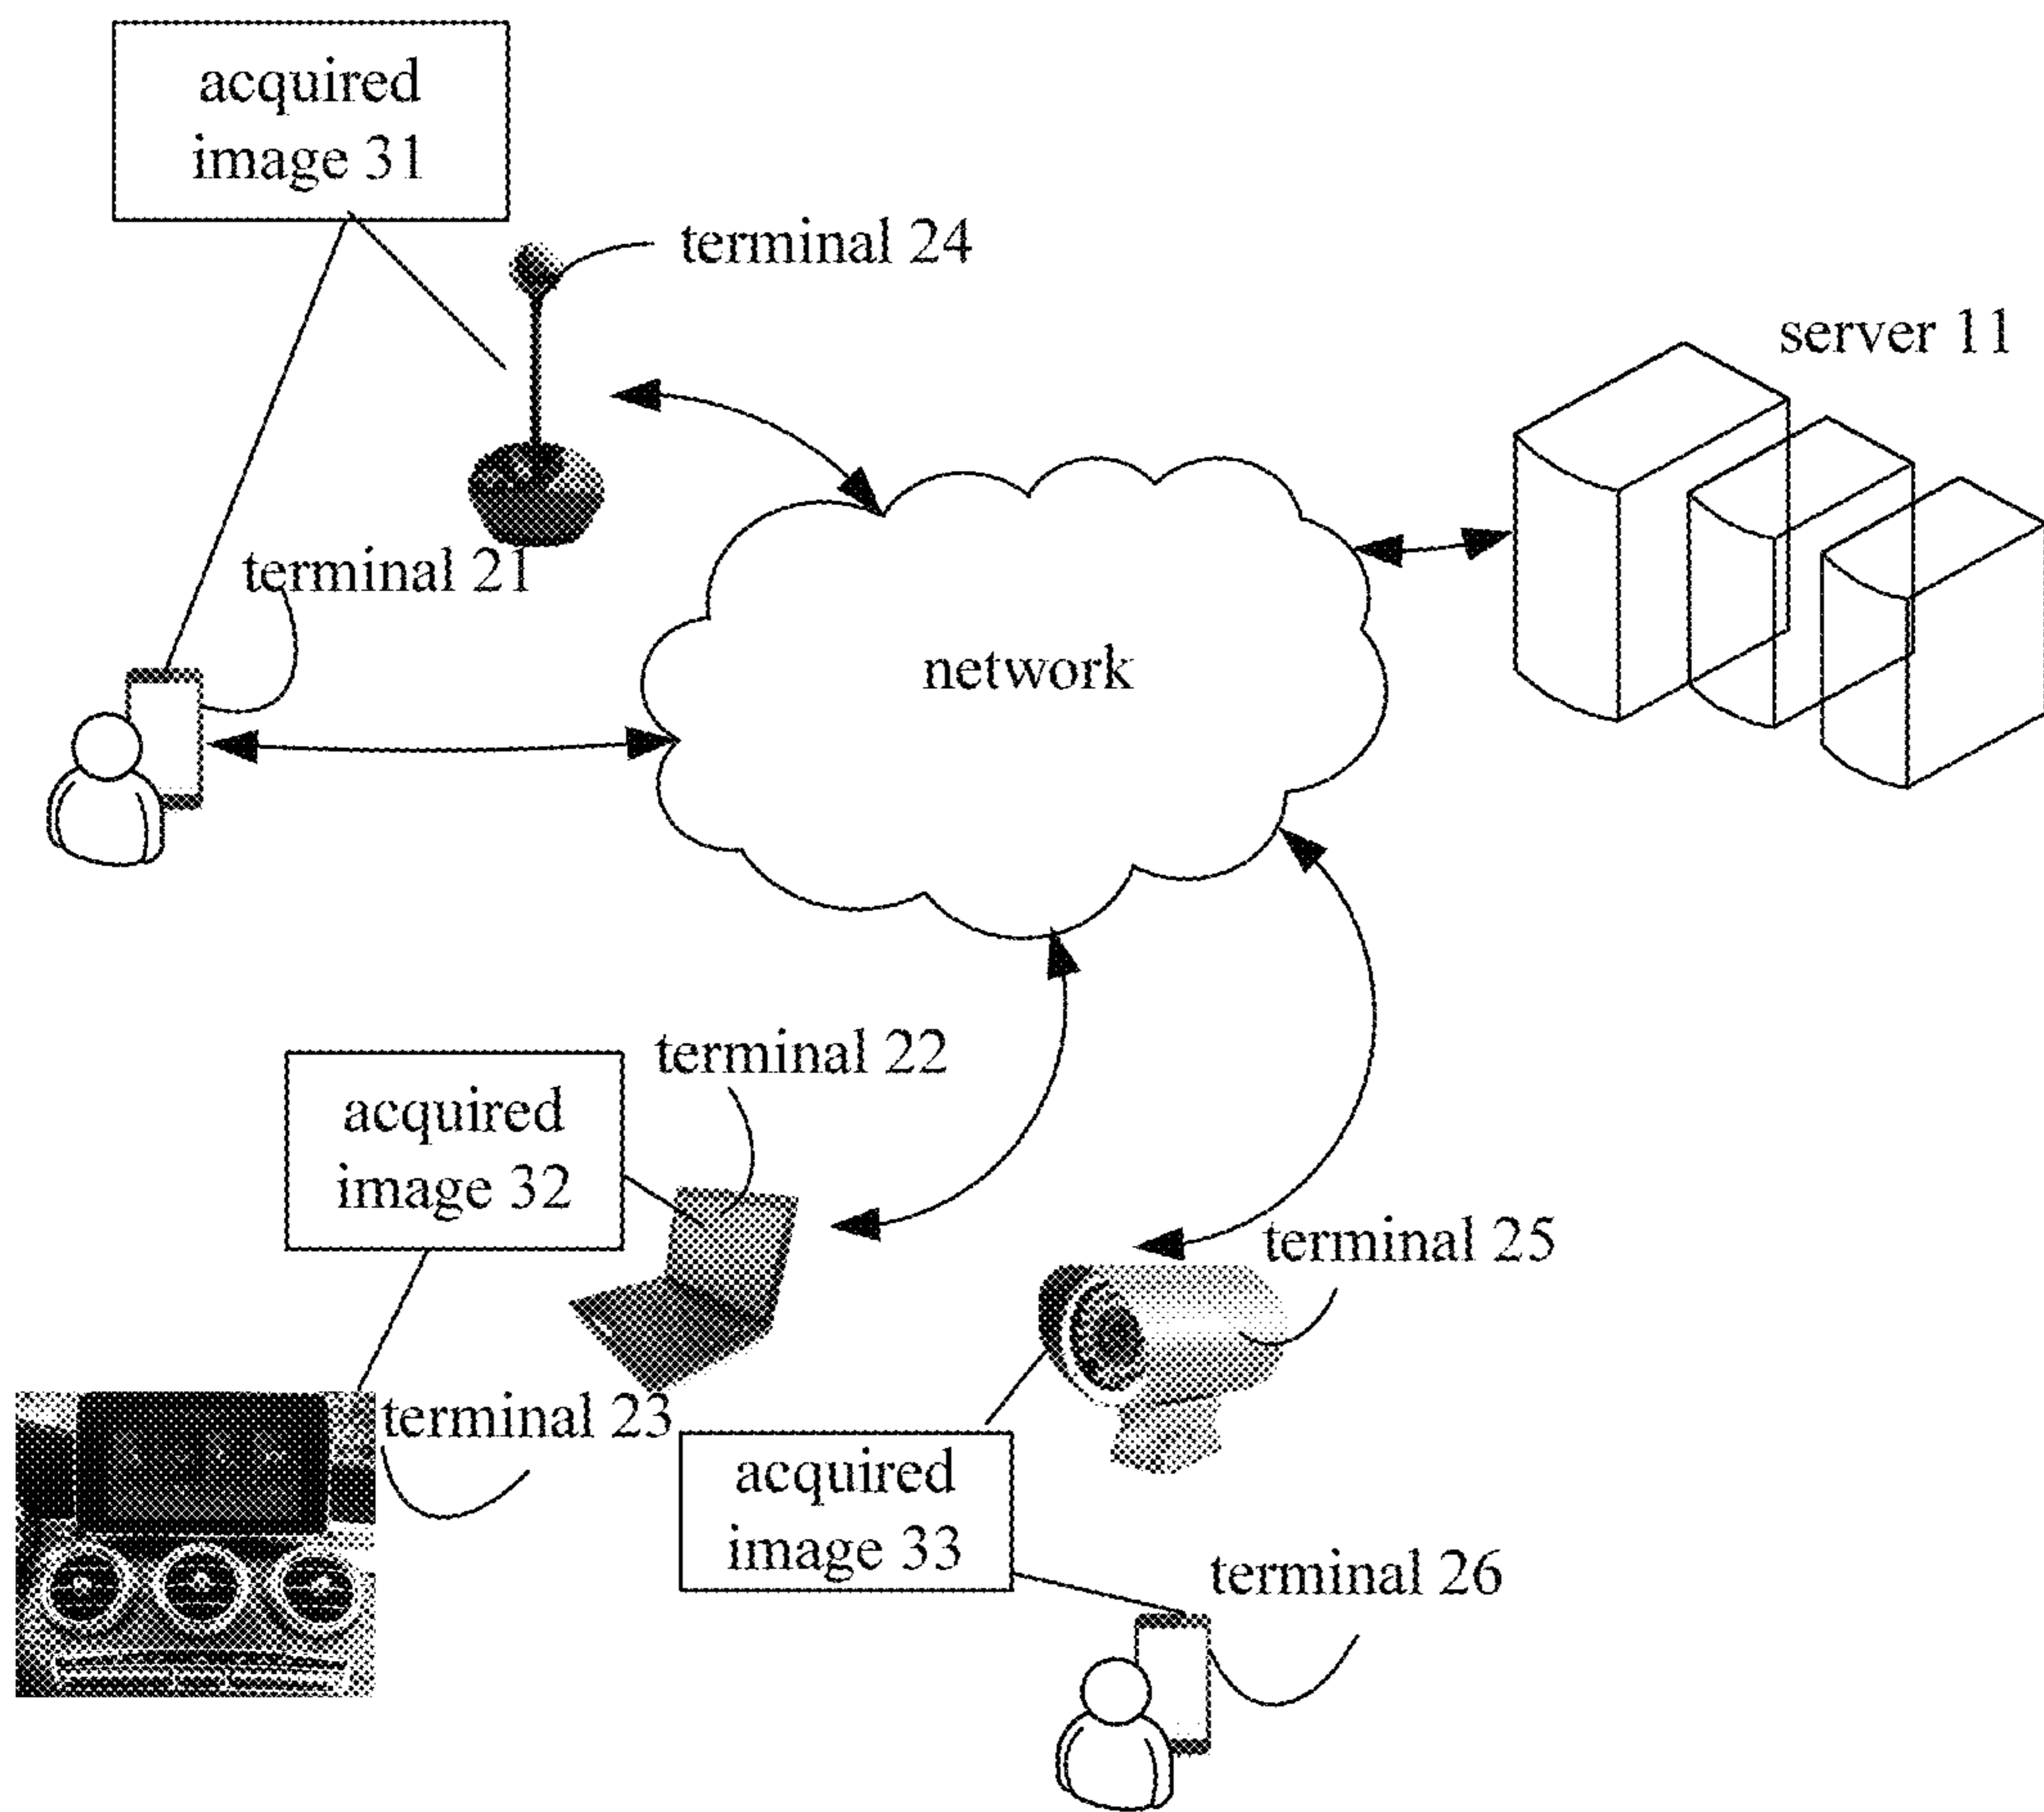 acquired
image 31
terminal 24
server 11
terminal 21
network
terminal 22
acquired
image 32
terminal 25
terminal 23
acquired
image 33
terminal 26